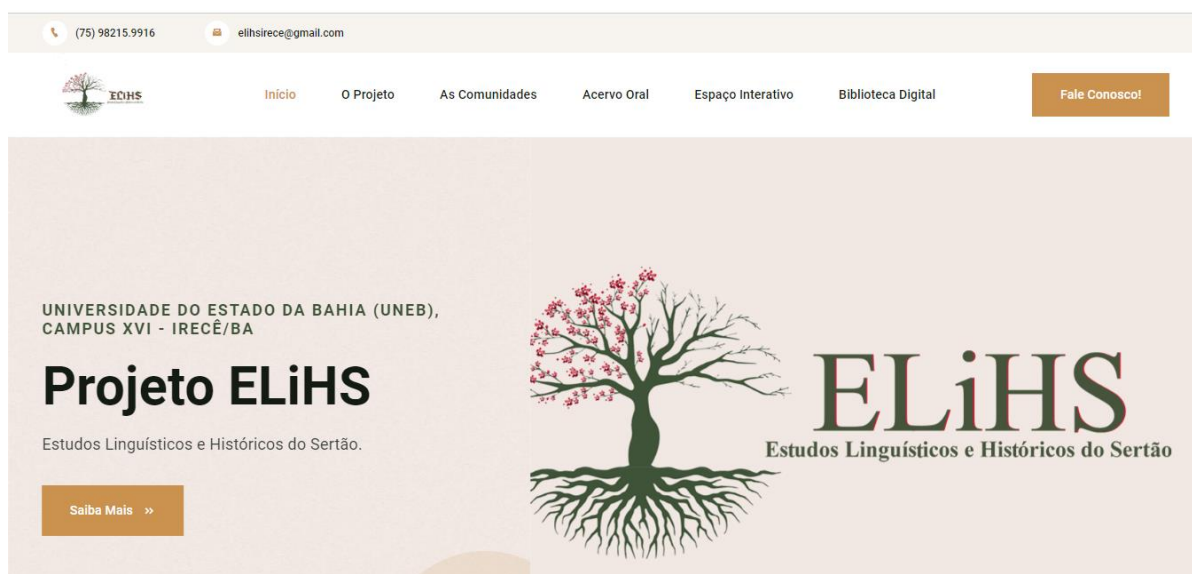 (75) 98215.9916 elihsirece@gmail.com
ELiHS Início O Projeto As Comunidades Acervo Oral Espaço Interativo Biblioteca Digital Fale Conosco!
UNIVERSIDADE DO ESTADO DA BAHIA (UNEB),
CAMPUS XVI - IRECÊ/BA
Projeto ELiHS
Estudos Linguísticos e Históricos do Sertão.
Saiba Mais »
ELiHS
Estudos Linguísticos e Históricos do Sertão